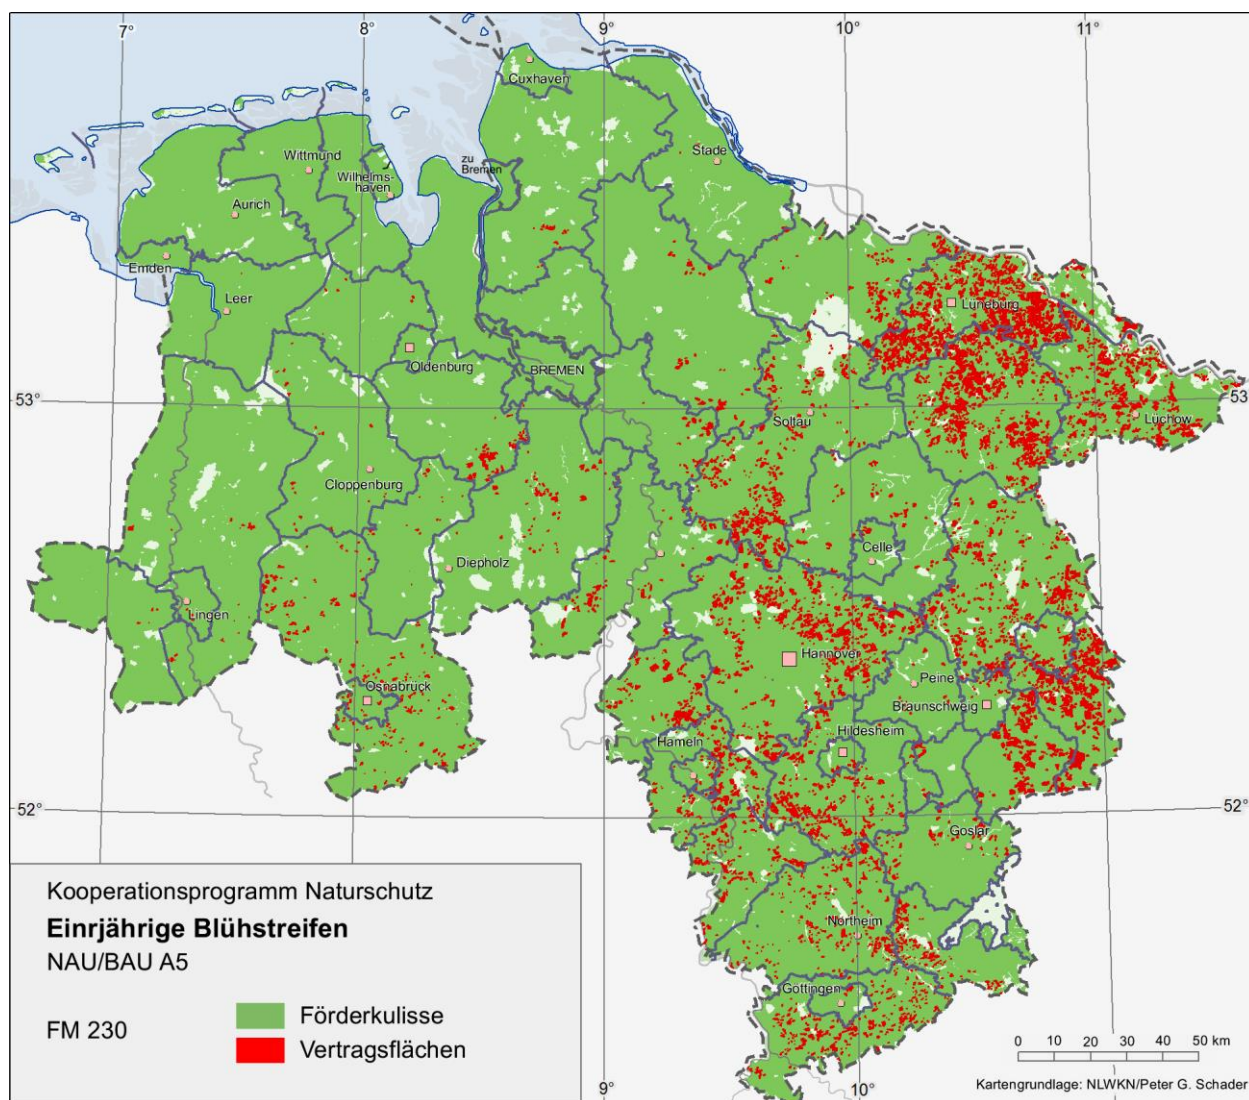 7°
8°
9°
10°
11°
Cuxhaven
Stade
zu
Bremen
Wittmund
Wilhelms-
haven
Aurich
Emden
Leer
Lüneburg
Oldenburg
BREMEN
53°
53°
Soltau
Lüchow
Cloppenburg
Diepholz
Celle
Lingen
Hannover
Osnabrück
Peine
Braunschweig
Hildesheim
Hameln
52°
52°
Goslar
Northeim
Göttingen
Kooperationsprogramm Naturschutz
Einrjährige Blühstreifen
NAU/BAU A5
FM 230
Förderkulisse
Vertragsflächen
0 10 20 30 40 50 km
Kartengrundlage: NLWKN/Peter G. Schader
9°
10°